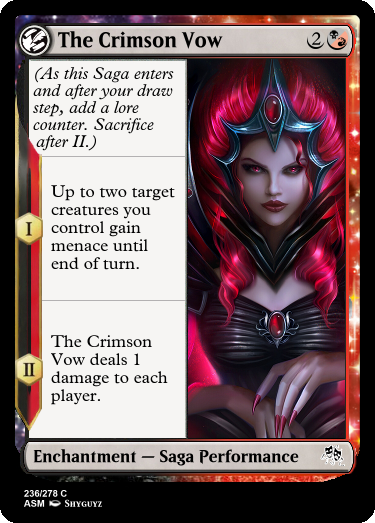 The Crimson Vow 2
(As this Saga enters
and after your draw
step, add a lore
counter. Sacrifice
after II.)
I
Up to two target
creatures you
control gain
menace until
end of turn.
II
The Crimson
Vow deals 1
damage to each
player.
Enchantment — Saga Performance
236/278 C
ASM Shyguyz